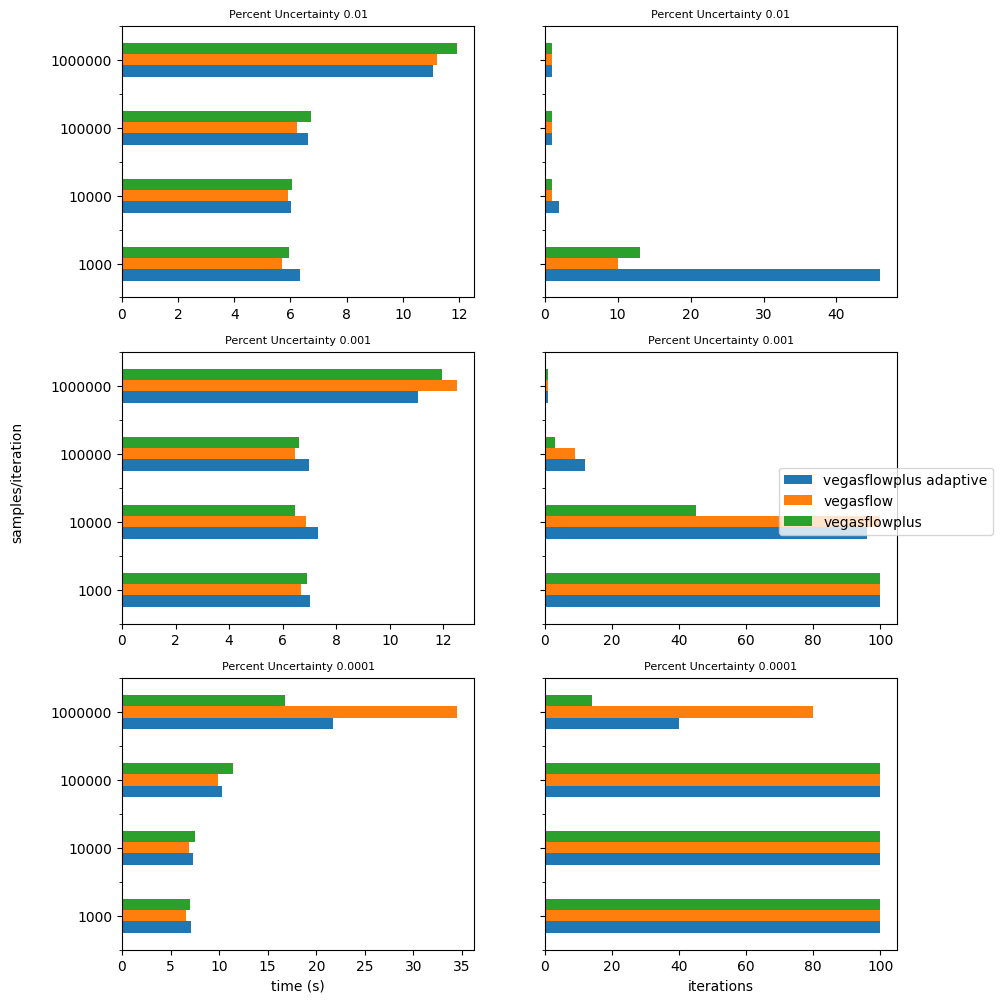 Percent Uncertainty 0.01
1000000
100000
10000
1000
0 2 4 6 8 10 12
Percent Uncertainty 0.01
0 10 20 30 40
samples/iteration
Percent Uncertainty 0.001
1000000
100000
10000
1000
0 2 4 6 8 10 12
Percent Uncertainty 0.001
vegasflowplus adaptive
vegasflow
vegasflowplus
0 20 40 60 80 100
Percent Uncertainty 0.0001
1000000
100000
10000
1000
0 5 10 15 20 25 30 35
time (s)
Percent Uncertainty 0.0001
0 20 40 60 80 100
iterations